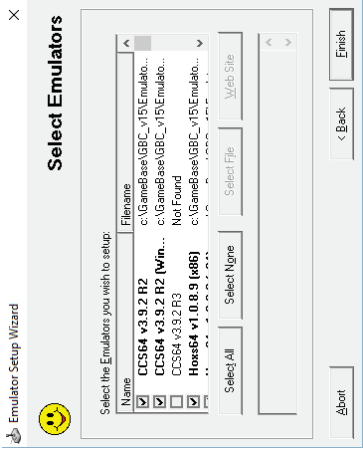 Emulator Setup Wizard
Select Emulators
Select the Emulators you wish to setup:
Name Filename
CCS64 v3.9.2 R2 c:\GameBase\GBC_v15\Emulato...
CCS64 v3.9.2 R2 (Win... c:\GameBase\GBC_v15\Emulato...
CCS64 v3.9.2 R3 Not Found
Hoxs64 v1.0.8.9 (x86) c:\GameBase\GBC_v15\Emulato...
Select All Select None Select File Web Site
Abort < Back Finish